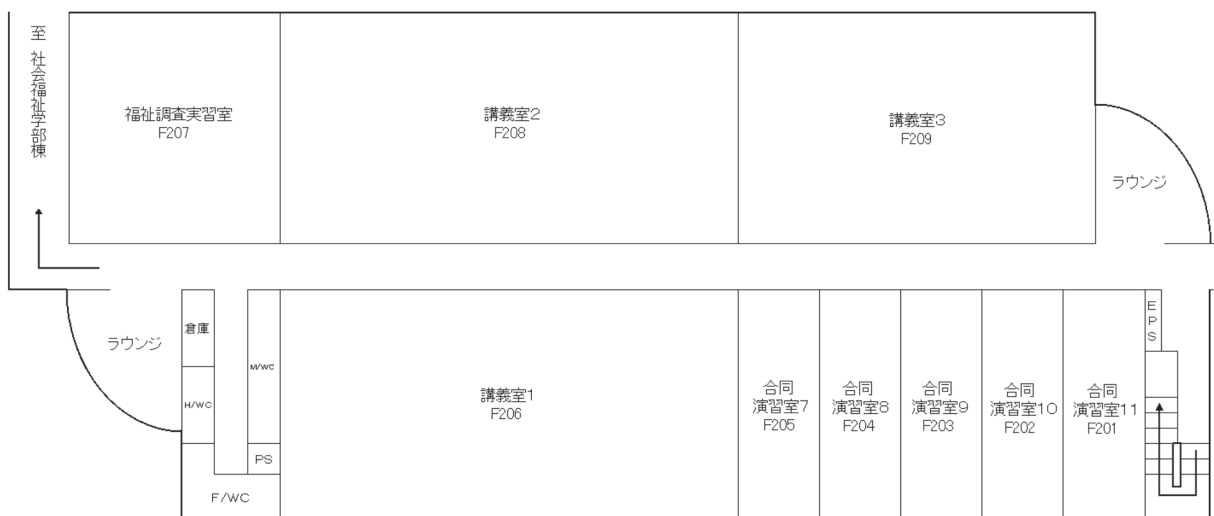 至 社会福祉学部棟
福祉調査実習室
F207
講義室2
F208
講義室3
F209
ラウンジ
ラウンジ
倉庫
H/WC
M/WC
PS
F/WC
講義室1
F206
合同
演習室7
F205
合同
演習室8
F204
合同
演習室9
F203
合同
演習室10
F202
合同
演習室11
F201
EPS